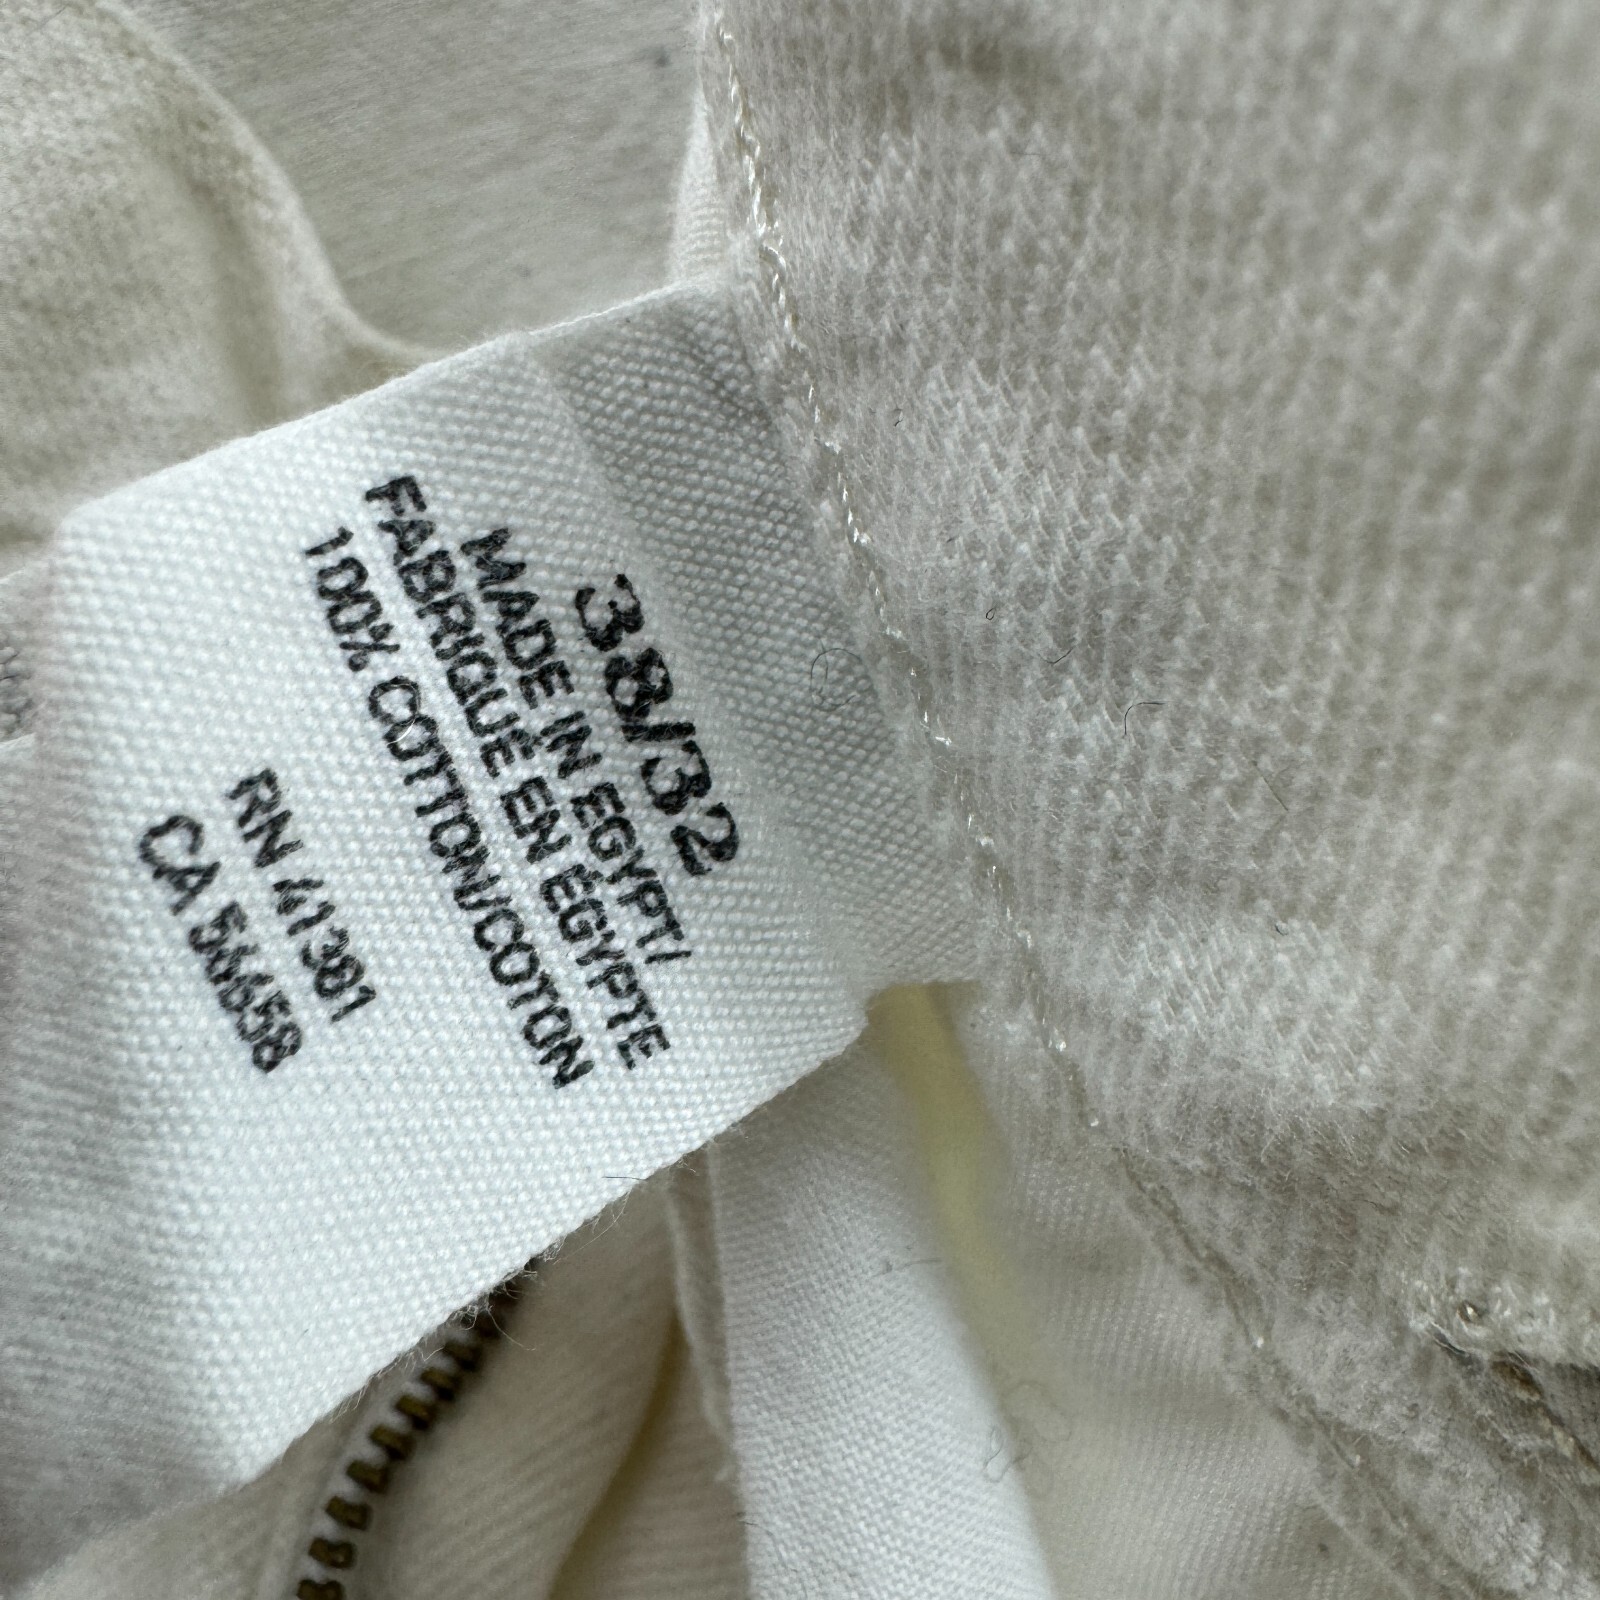 38/32
MADE IN EGYPT/
FABRIQUÉ EN ÉGYPTE
100% COTTON/COTON
RN 41381
CA 56658